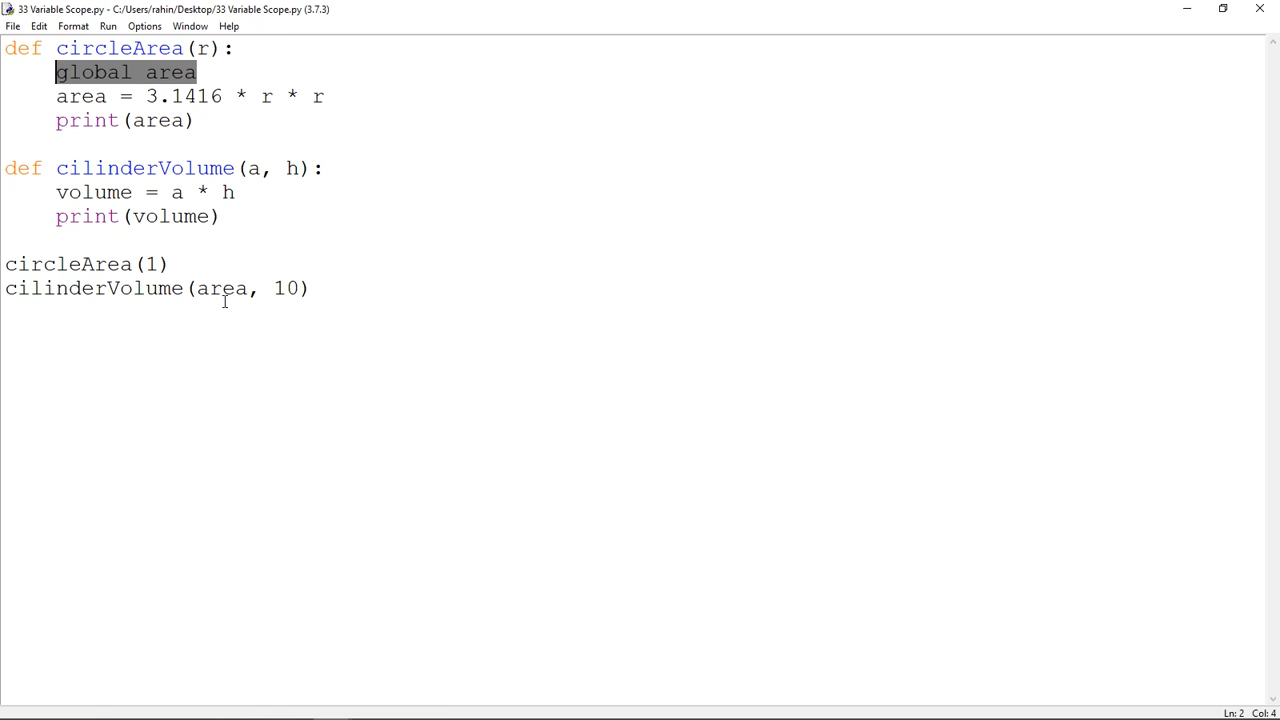 33 Variable Scope.py - C:/Users/rahin/Desktop/33 Variable Scope.py (3.7.3)
File Edit Format Run Options Window Help
def circleArea(r):
    global area
    area = 3.1416 * r * r
    print(area)
def cilinderVolume(a, h):
    volume = a * h
    print(volume)
circleArea(1)
cilinderVolume(area, 10)
Ln: 2 Col: 4